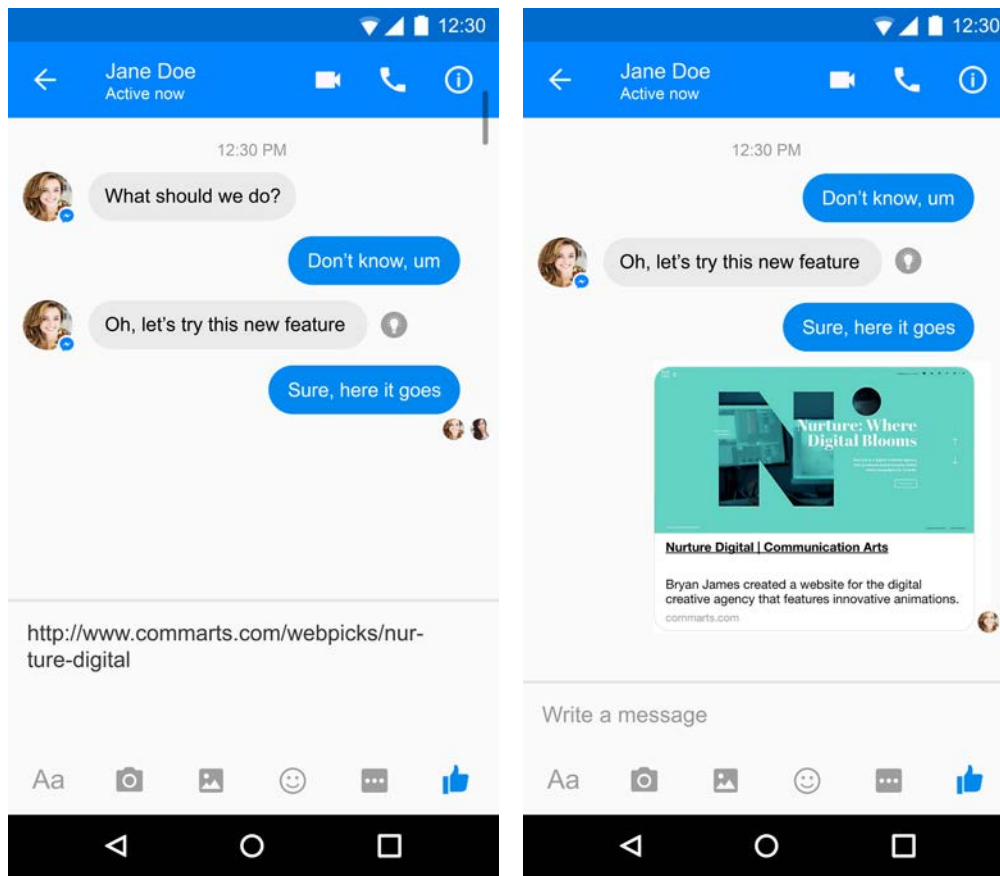 12:30
Jane Doe
Active now
12:30 PM
What should we do?
Don't know, um
Oh, let's try this new feature
Sure, here it goes
http://www.commarts.com/webpicks/nur-
ture-digital
Aa
12:30
Jane Doe
Active now
12:30 PM
Don't know, um
Oh, let's try this new feature
Sure, here it goes
N
Nurture: Where
Digital Blooms
Nurture Digital | Communication Arts
Bryan James created a website for the digital
creative agency that features innovative animations.
commarts.com
Write a message
Aa